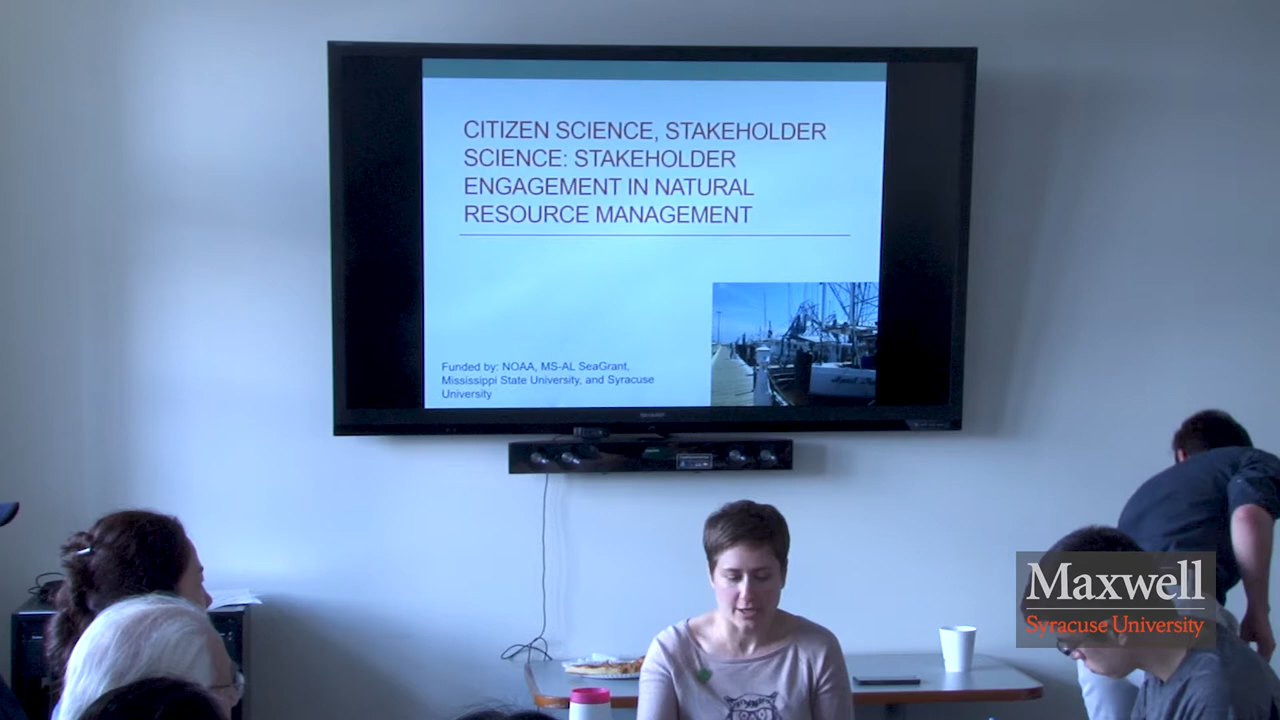 CITIZEN SCIENCE, STAKEHOLDER
SCIENCE: STAKEHOLDER
ENGAGEMENT IN NATURAL
RESOURCE MANAGEMENT
Funded by: NOAA, MS-AL SeaGrant,
Mississippi State University, and Syracuse
University
SHARP
Maxwell
Syracuse University